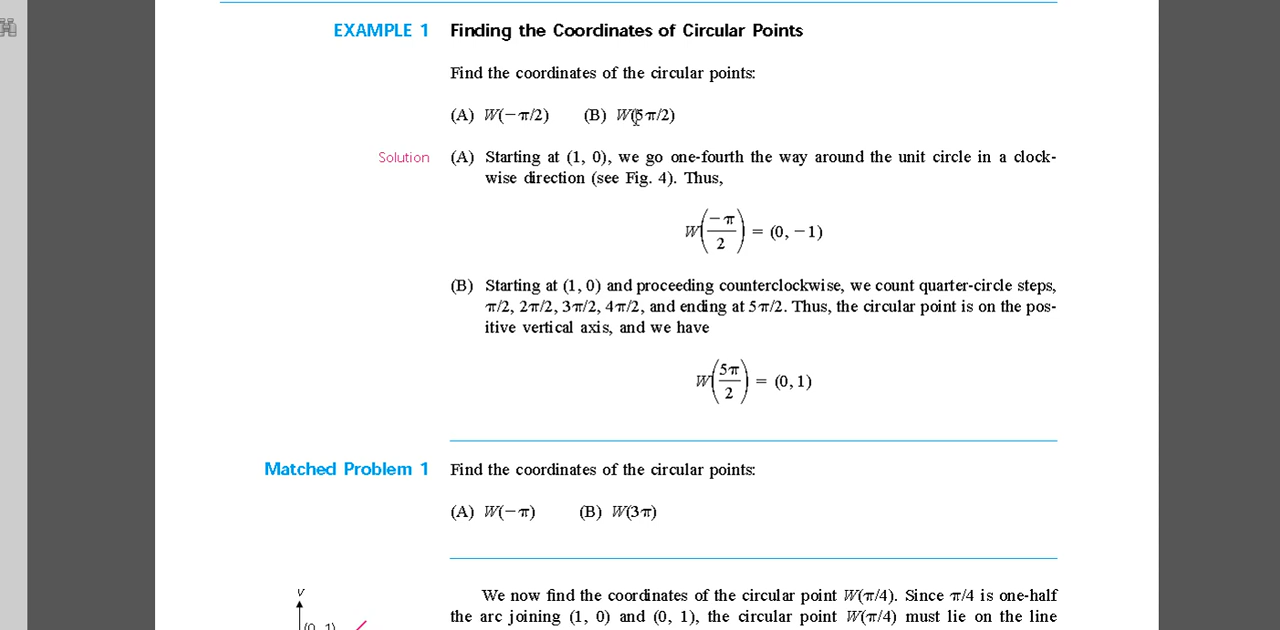 EXAMPLE 1 Finding the Coordinates of Circular Points
Find the coordinates of the circular points:
(A) W(−π/2) (B) W(5π/2)
Solution (A) Starting at (1, 0), we go one-fourth the way around the unit circle in a clock-
wise direction (see Fig. 4). Thus,
W(−π/2) = (0, −1)
(B) Starting at (1, 0) and proceeding counterclockwise, we count quarter-circle steps,
π/2, 2π/2, 3π/2, 4π/2, and ending at 5π/2. Thus, the circular point is on the pos-
itive vertical axis, and we have
W(5π/2) = (0, 1)
Matched Problem 1 Find the coordinates of the circular points:
(A) W(−π) (B) W(3π)
v
We now find the coordinates of the circular point W(π/4). Since π/4 is one-half
the arc joining (1, 0) and (0, 1), the circular point W(π/4) must lie on the line
(0, 1)